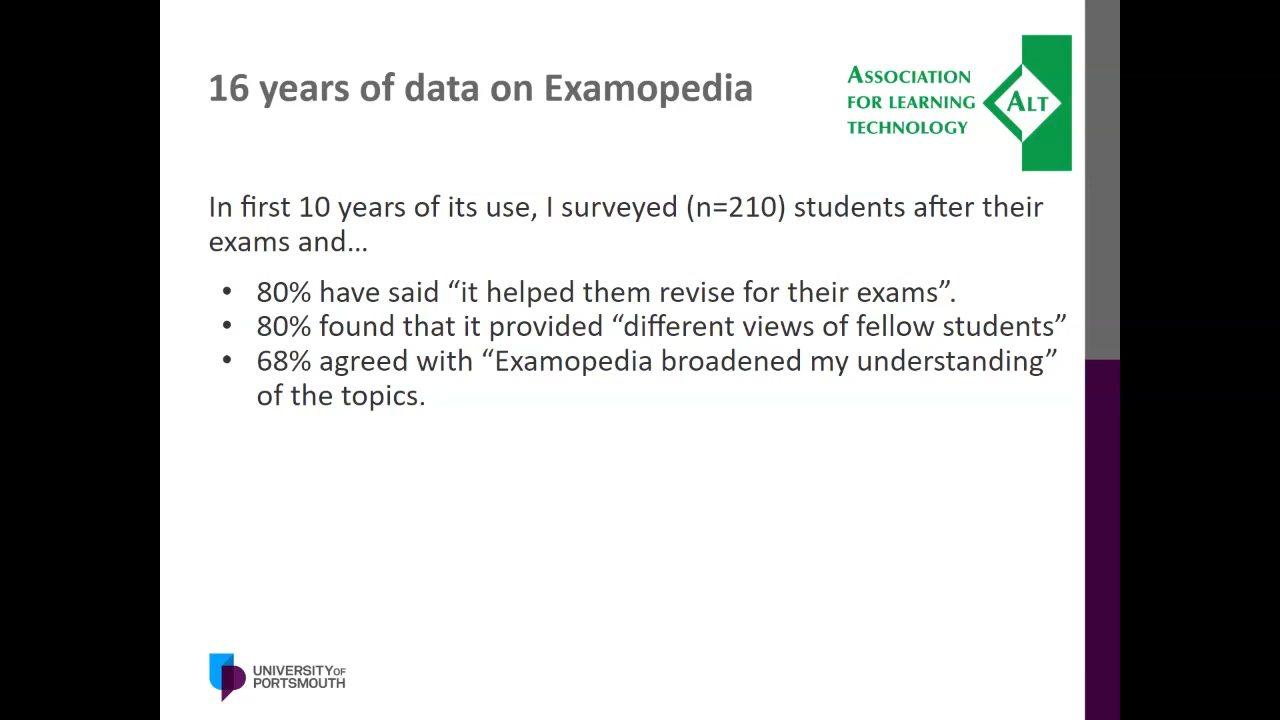 16 years of data on Examopedia
ASSOCIATION
FOR LEARNING
TECHNOLOGY
ALT
In first 10 years of its use, I surveyed (n=210) students after their
exams and…
• 80% have said “it helped them revise for their exams”.
• 80% found that it provided “different views of fellow students”
• 68% agreed with “Examopedia broadened my understanding”
of the topics.
UNIVERSITY OF
PORTSMOUTH